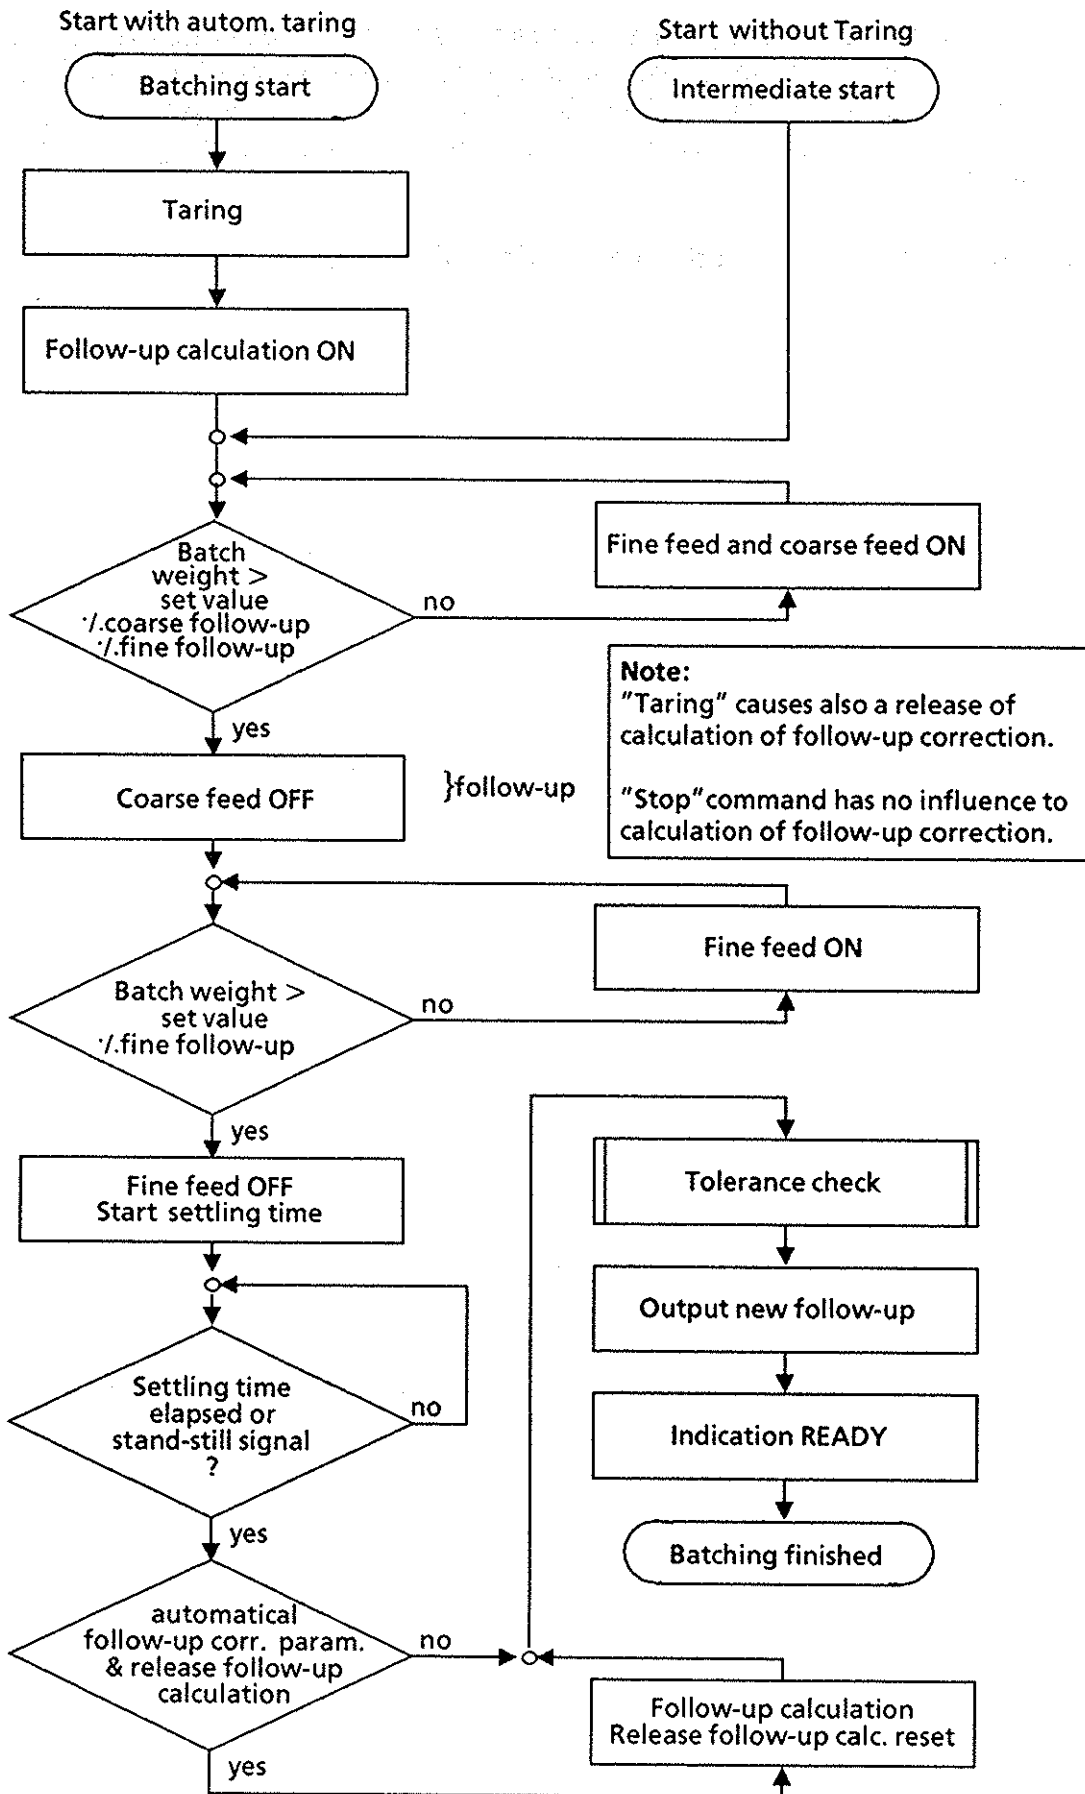 Start with autom. taring
Start without Taring
Batching start
Intermediate start
Taring
Follow-up calculation ON
Fine feed and coarse feed ON
Batch
weight >
set value
·/.coarse follow-up
·/.fine follow-up
no
yes
Note:
"Taring" causes also a release of
calculation of follow-up correction.
"Stop" command has no influence to
calculation of follow-up correction.
Coarse feed OFF
}follow-up
Fine feed ON
Batch weight >
set value
·/.fine follow-up
no
yes
Fine feed OFF
Start settling time
Tolerance check
Output new follow-up
Settling time
elapsed or
stand-still signal
?
no
yes
Indication READY
Batching finished
automatical
follow-up corr. param.
& release follow-up
calculation
no
yes
Follow-up calculation
Release follow-up calc. reset